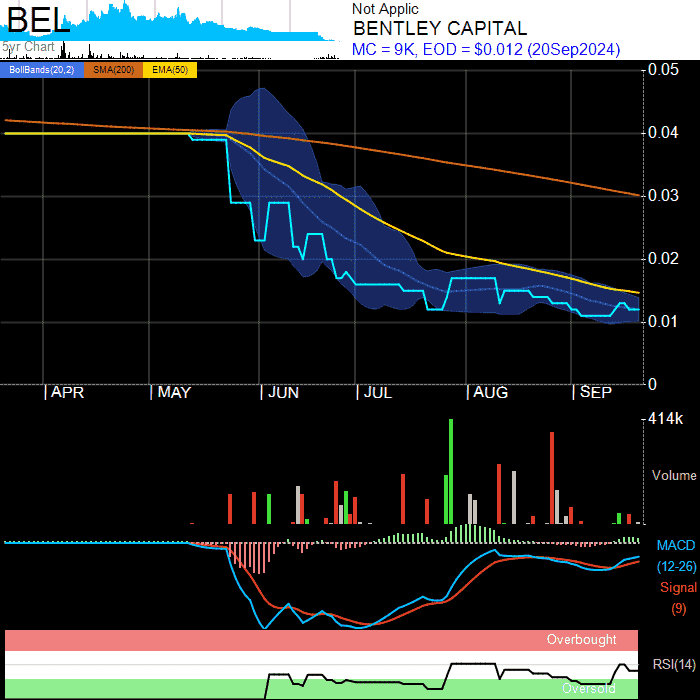 BEL
5yr Chart
Not Applic
BENTLEY CAPITAL
MC = 9K, EOD = $0.012 (20Sep2024)
BollBands(20,2) SMA(200) EMA(50)
0.05
0.04
0.03
0.02
0.01
0
APR MAY JUN JUL AUG SEP
414k
Volume
MACD
(12-26)
Signal
(9)
Overbought
RSI(14)
Oversold